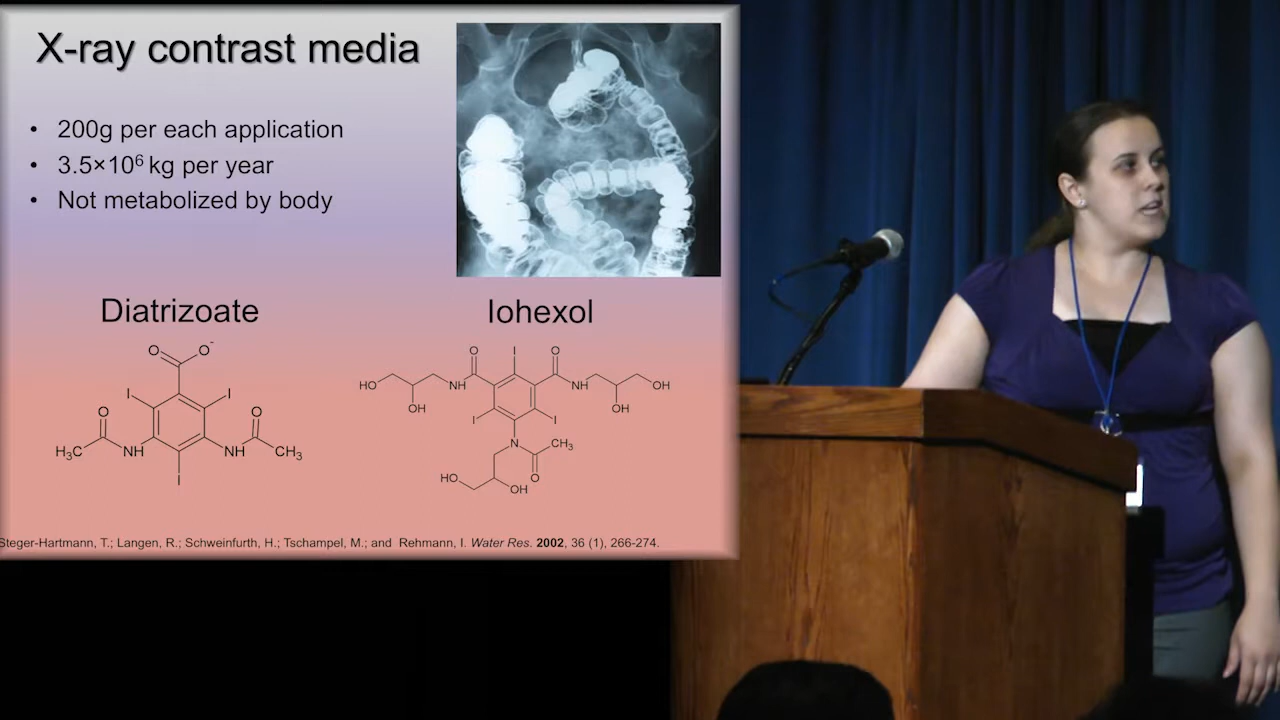 X-ray contrast media
• 200g per each application
• 3.5×10⁶ kg per year
• Not metabolized by body
Diatrizoate
Iohexol
O
O⁻
I
I
O
O
H₃C
NH
NH
CH₃
I
O
I
O
HO
NH
NH
OH
OH
OH
I
I
N
CH₃
HO
O
OH
Steger-Hartmann, T.; Langen, R.; Schweinfurth, H.; Tschampel, M.; and Rehmann, I. Water Res. 2002, 36 (1), 266-274.